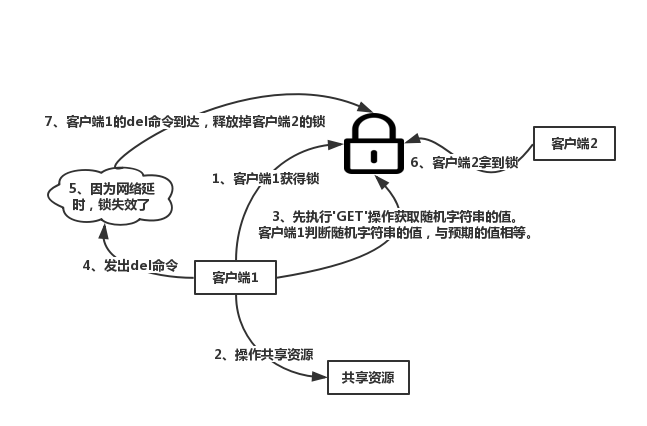 7、客户端1的del命令到达，释放掉客户端2的锁
客户端2
6、客户端2拿到锁
1、客户端1获得锁
5、因为网络延
时，锁失效了
3、先执行'GET'操作获取随机字符串的值。
客户端1判断随机字符串的值，与预期的值相等。
4、发出del命令
客户端1
2、操作共享资源
共享资源